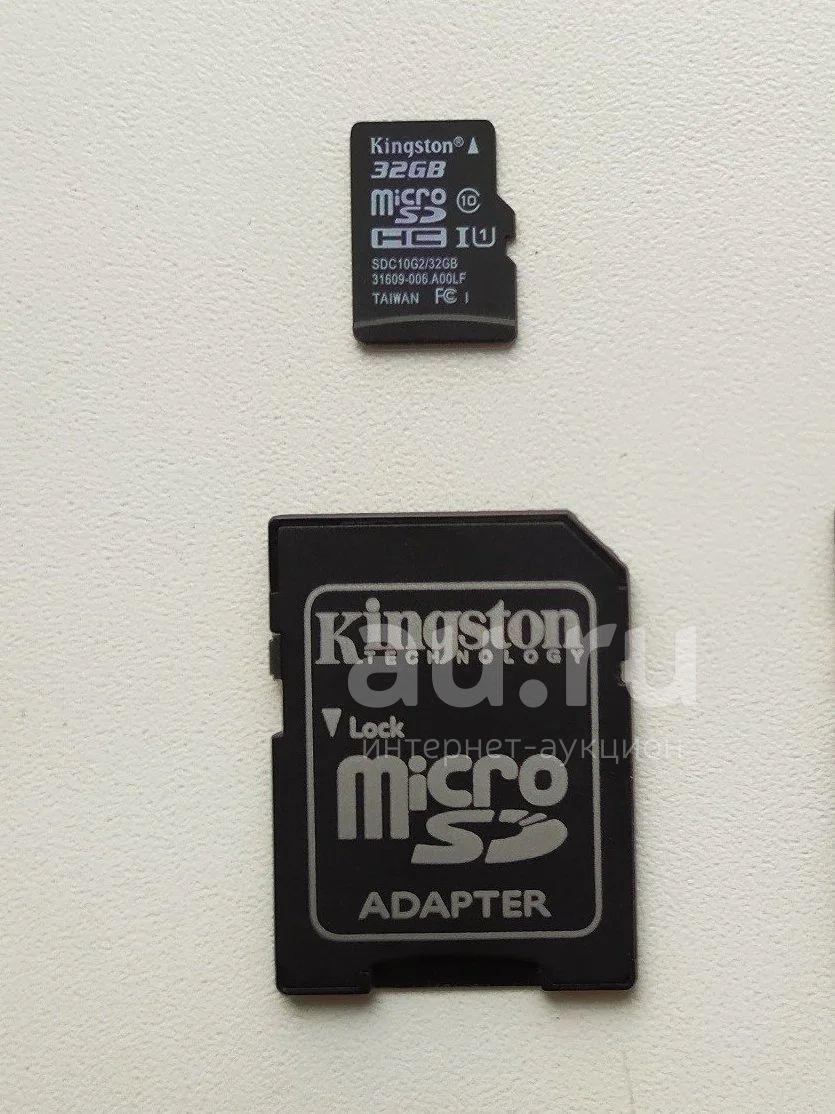 Kingston®
32GB
micro SD 10
HC I U1
SDC10G2/32GB
31609-006.A00LF
TAIWAN FC I
Kingston
TECHNOLOGY
au.ru
Lock
интернет-аукцион
micro
SD
ADAPTER